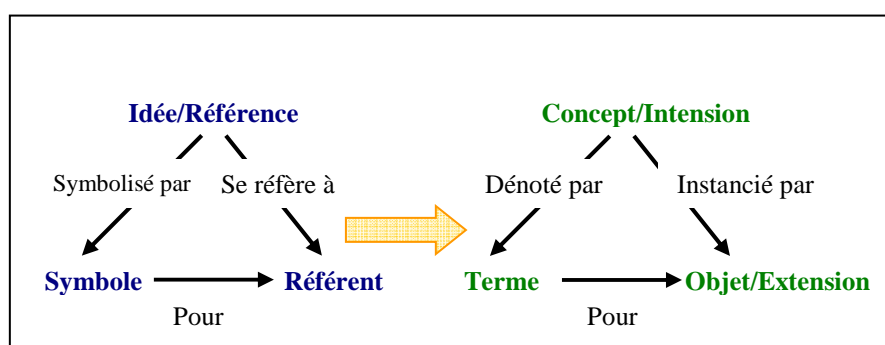 Idée/Référence Concept/Intension
Symbolisé par Se réfère à Dénoté par Instancié par
Symbole Référent Terme Objet/Extension
Pour Pour